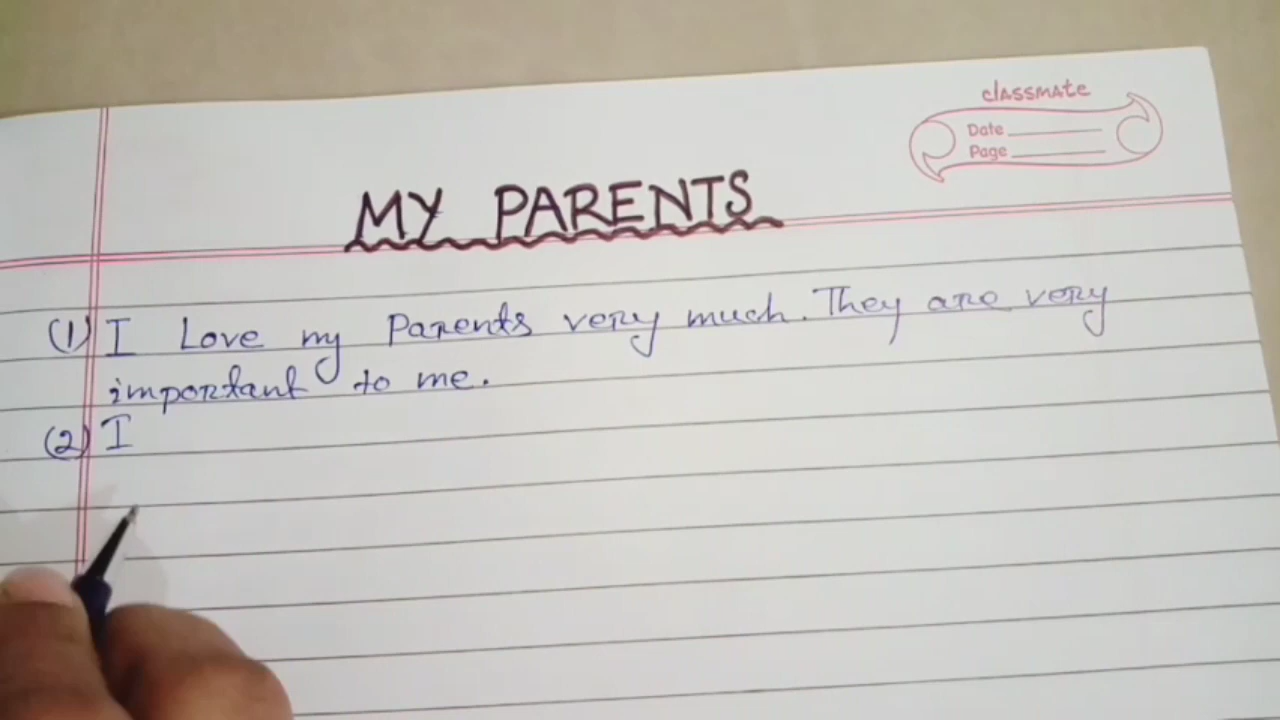 classmate
Date
Page
MY PARENTS
(1) I Love my Parents very much. They are very
important to me.
(2) I